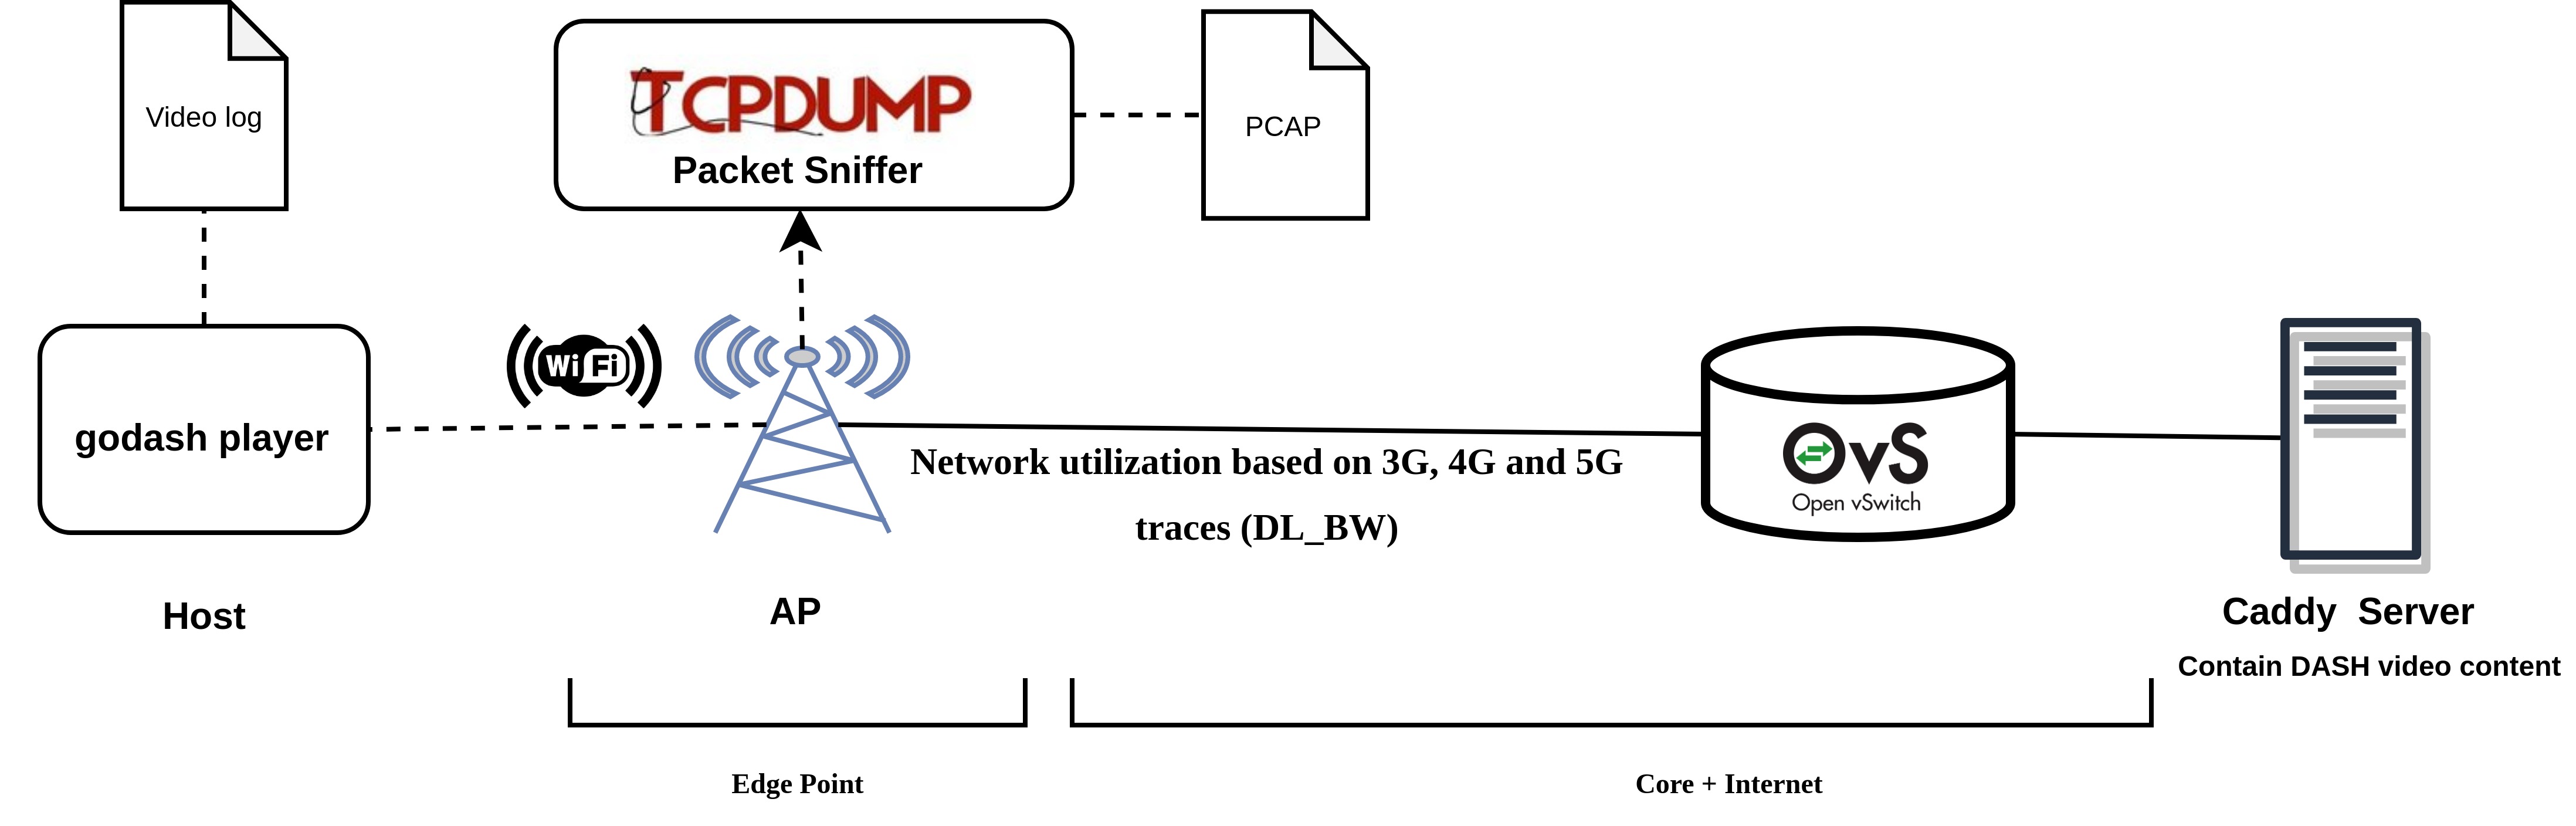 Video log
TCPDUMP
Packet Sniffer
PCAP
WiFi
godash player
Network utilization based on 3G, 4G and 5G
traces (DL_BW)
OvS
Open vSwitch
Host
AP
Caddy Server
Contain DASH video content
Edge Point
Core + Internet